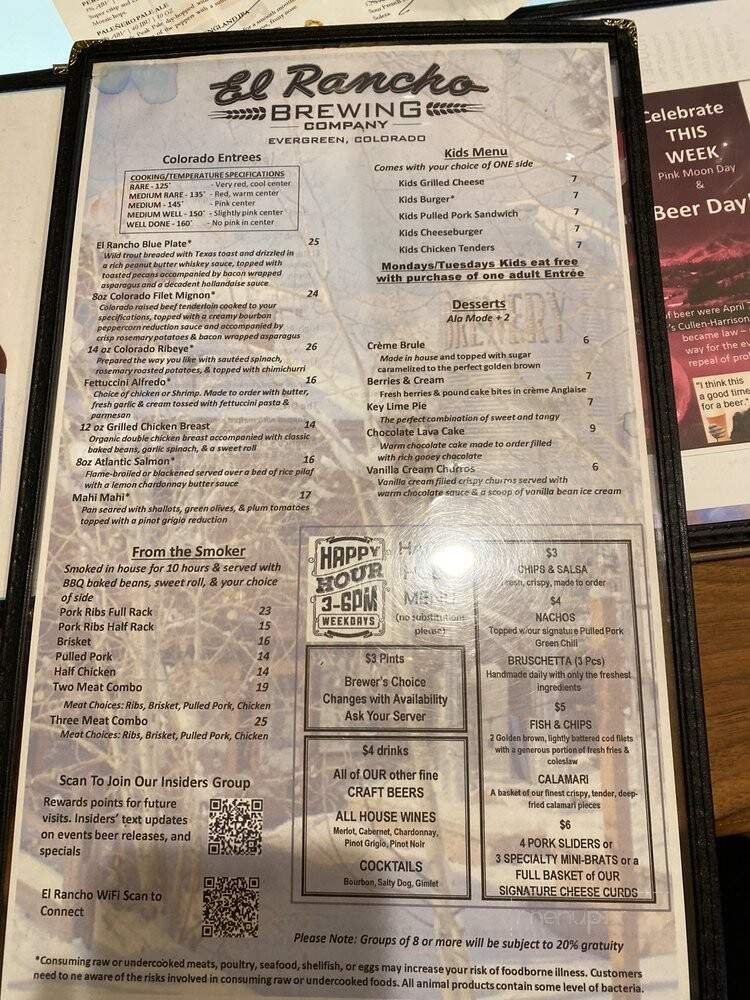 PALEÑERO PALE ALE
El Rancho
BREWING
COMPANY
EVERGREEN, COLORADO
Colorado Entrees
COOKING/TEMPERATURE SPECIFICATIONS
RARE - 125° - Very red, cool center
MEDIUM RARE - 135° - Red, warm center
MEDIUM - 145° - Pink center
MEDIUM WELL - 150° - Slightly pink center
WELL DONE - 160° - No pink in center
El Rancho Blue Plate* 25
Wild trout breaded with Texas toast and drizzled in
a rich peanut butter whiskey sauce, topped with
toasted pecans accompanied by bacon wrapped
asparagus and a decadent hollandaise sauce
8oz Colorado Filet Mignon* 24
Colorado raised beef tenderloin cooked to your
specifications, topped with a creamy bourbon
peppercorn reduction sauce and accompanied by
crisp rosemary potatoes & bacon wrapped asparagus
14 oz Colorado Ribeye* 26
Prepared the way you like with sautéed spinach,
rosemary roasted potatoes, & topped with chimichurri
Fettuccini Alfredo* 16
Choice of chicken or Shrimp. Made to order with butter,
fresh garlic & cream tossed with fettuccini pasta &
parmesan
12 oz Grilled Chicken Breast 14
Organic double chicken breast accompanied with classic
baked beans, garlic spinach, & a sweet roll
8oz Atlantic Salmon* 16
Flame-broiled or blackened served over a bed of rice pilaf
with a lemon chardonnay butter sauce
Mahi Mahi* 17
Pan seared with shallots, green olives, & plum tomatoes
topped with a pinot grigio reduction
From the Smoker
Smoked in house for 10 hours & served with
BBQ baked beans, sweet roll, & your choice
of side
Pork Ribs Full Rack 23
Pork Ribs Half Rack 15
Brisket 16
Pulled Pork 14
Half Chicken 14
Two Meat Combo 19
Meat Choices: Ribs, Brisket, Pulled Pork, Chicken
Three Meat Combo 25
Meat Choices: Ribs, Brisket, Pulled Pork, Chicken
Scan To Join Our Insiders Group
Rewards points for future
visits. Insiders' text updates
on events beer releases, and
specials
El Rancho WiFi Scan to
Connect
Kids Menu
Comes with your choice of ONE side
Kids Grilled Cheese 7
Kids Burger* 7
Kids Pulled Pork Sandwich 7
Kids Cheeseburger 7
Kids Chicken Tenders 7
Mondays/Tuesdays Kids eat free
with purchase of one adult Entrée
Desserts
Ala Mode + 2
Crème Brule 6
Made in house and topped with sugar
caramelized to the perfect golden brown
Berries & Cream 7
Fresh berries & pound cake bites in crème Anglaise
Key Lime Pie 7
The perfect combination of sweet and tangy
Chocolate Lava Cake 9
Warm chocolate cake made to order filled
with rich gooey chocolate
Vanilla Cream Churros 6
Vanilla cream filled crispy churros served with
warm chocolate sauce & a scoop of vanilla bean ice cream
HAPPY
HOUR
3-6PM
WEEKDAYS
MENU
(no substitutions
please)
$3 Pints
Brewer's Choice
Changes with Availability
Ask Your Server
$4 drinks
All of OUR other fine
CRAFT BEERS
ALL HOUSE WINES
Merlot, Cabernet, Chardonnay,
Pinot Grigio, Pinot Noir
COCKTAILS
Bourbon, Salty Dog, Gimlet
$3
CHIPS & SALSA
Fresh, crispy, made to order
$4
NACHOS
Topped w/our signature Pulled Pork
Green Chili
BRUSCHETTA (3 Pcs)
Handmade daily with only the freshest
ingredients
$5
FISH & CHIPS
2 Golden brown, lightly battered cod filets
with a generous portion of fresh fries &
coleslaw
CALAMARI
A basket of our finest crispy, tender, deep-
fried calamari pieces
$6
4 PORK SLIDERS or
3 SPECIALTY MINI-BRATS or a
FULL BASKET of OUR
SIGNATURE CHEESE CURDS
menupix
Please Note: Groups of 8 or more will be subject to 20% gratuity
*Consuming raw or undercooked meats, poultry, seafood, shellfish, or eggs may increase your risk of foodborne illness. Customers
need to ne aware of the risks involved in consuming raw or undercooked foods. All animal products contain some level of bacteria.
Celebrate
THIS
WEEK
Pink Moon Day
&
Beer Day!
of beer were April
's Cullen-Harrison
became law –
way for the
repeal of
"I think this
a good time
for a beer."